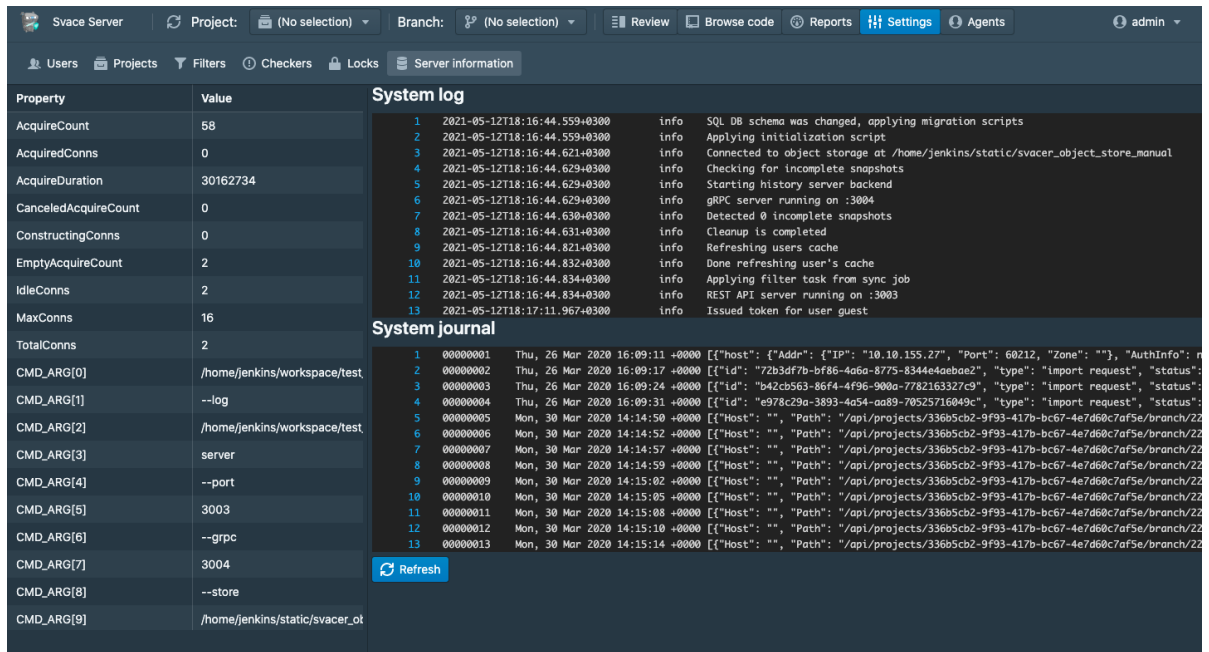 Svace Server Project: (No selection) Branch: (No selection) Review Browse code Reports Settings Agents admin
Users Projects Filters Checkers Locks Server information
Property Value
AcquireCount 58
AcquiredConns 0
AcquireDuration 30162734
CanceledAcquireCount 0
ConstructingConns 0
EmptyAcquireCount 2
IdleConns 2
MaxConns 16
TotalConns 2
CMD_ARG[0] /home/jenkins/workspace/test_
CMD_ARG[1] --log
CMD_ARG[2] /home/jenkins/workspace/test_
CMD_ARG[3] server
CMD_ARG[4] --port
CMD_ARG[5] 3003
CMD_ARG[6] --grpc
CMD_ARG[7] 3004
CMD_ARG[8] --store
CMD_ARG[9] /home/jenkins/static/svacer_ob
System log
1 2021-05-12T18:16:44.559+0300 info SQL DB schema was changed, applying migration scripts
2 2021-05-12T18:16:44.559+0300 info Applying initialization script
3 2021-05-12T18:16:44.621+0300 info Connected to object storage at /home/jenkins/static/svacer_object_store_manual
4 2021-05-12T18:16:44.629+0300 info Checking for incomplete snapshots
5 2021-05-12T18:16:44.629+0300 info Starting history server backend
6 2021-05-12T18:16:44.629+0300 info gRPC server running on :3004
7 2021-05-12T18:16:44.630+0300 info Detected 0 incomplete snapshots
8 2021-05-12T18:16:44.631+0300 info Cleanup is completed
9 2021-05-12T18:16:44.821+0300 info Refreshing users cache
10 2021-05-12T18:16:44.832+0300 info Done refreshing user's cache
11 2021-05-12T18:16:44.834+0300 info Applying filter task from sync job
12 2021-05-12T18:16:44.834+0300 info REST API server running on :3003
13 2021-05-12T18:17:11.967+0300 info Issued token for user guest
System journal
1 00000001 Thu, 26 Mar 2020 16:09:11 +0000 [{"host": {"Addr": {"IP": "10.10.155.27", "Port": 60212, "Zone": ""}, "AuthInfo": n
2 00000002 Thu, 26 Mar 2020 16:09:17 +0000 [{"id": "72b3df7b-bf86-4a6a-8775-8344e4aebae2", "type": "import request", "status":
3 00000003 Thu, 26 Mar 2020 16:09:24 +0000 [{"id": "b42cb563-86f4-4f96-900a-7782163327c9", "type": "import request", "status":
4 00000004 Thu, 26 Mar 2020 16:09:31 +0000 [{"id": "e978c29a-3893-4a54-aa89-70525716049c", "type": "import request", "status":
5 00000005 Mon, 30 Mar 2020 14:14:50 +0000 [{"Host": "", "Path": "/api/projects/336b5cb2-9f93-417b-bc67-4e7d60c7af5e/branch/22
6 00000006 Mon, 30 Mar 2020 14:14:52 +0000 [{"Host": "", "Path": "/api/projects/336b5cb2-9f93-417b-bc67-4e7d60c7af5e/branch/22
7 00000007 Mon, 30 Mar 2020 14:14:57 +0000 [{"Host": "", "Path": "/api/projects/336b5cb2-9f93-417b-bc67-4e7d60c7af5e/branch/22
8 00000008 Mon, 30 Mar 2020 14:14:59 +0000 [{"Host": "", "Path": "/api/projects/336b5cb2-9f93-417b-bc67-4e7d60c7af5e/branch/22
9 00000009 Mon, 30 Mar 2020 14:15:02 +0000 [{"Host": "", "Path": "/api/projects/336b5cb2-9f93-417b-bc67-4e7d60c7af5e/branch/22
10 00000010 Mon, 30 Mar 2020 14:15:05 +0000 [{"Host": "", "Path": "/api/projects/336b5cb2-9f93-417b-bc67-4e7d60c7af5e/branch/22
11 00000011 Mon, 30 Mar 2020 14:15:08 +0000 [{"Host": "", "Path": "/api/projects/336b5cb2-9f93-417b-bc67-4e7d60c7af5e/branch/22
12 00000012 Mon, 30 Mar 2020 14:15:10 +0000 [{"Host": "", "Path": "/api/projects/336b5cb2-9f93-417b-bc67-4e7d60c7af5e/branch/22
13 00000013 Mon, 30 Mar 2020 14:15:14 +0000 [{"Host": "", "Path": "/api/projects/336b5cb2-9f93-417b-bc67-4e7d60c7af5e/branch/22
Refresh